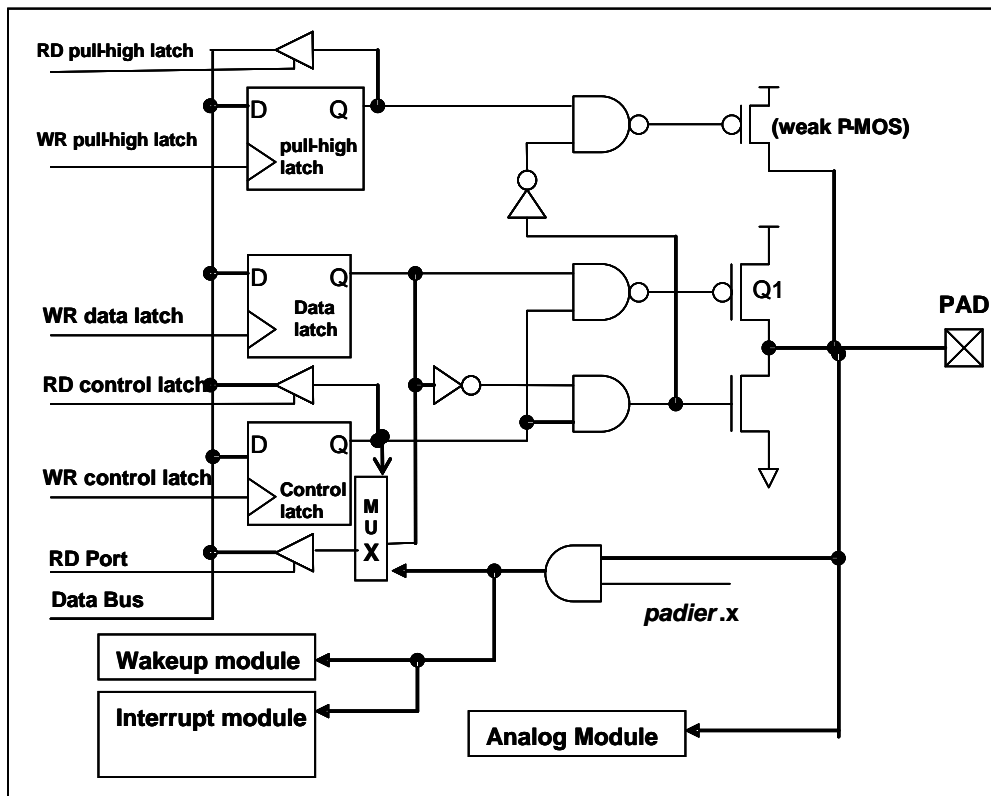 RD pull-high latch
D Q
WR pull-high latch
pull-high
latch
(weak P-MOS)
D Q
Data
latch
WR data latch
Q1
PAD
RD control latch
D Q
WR control latch
Control
latch
M
U
X
RD Port
Data Bus
padier.x
Wakeup module
Interrupt module
Analog Module